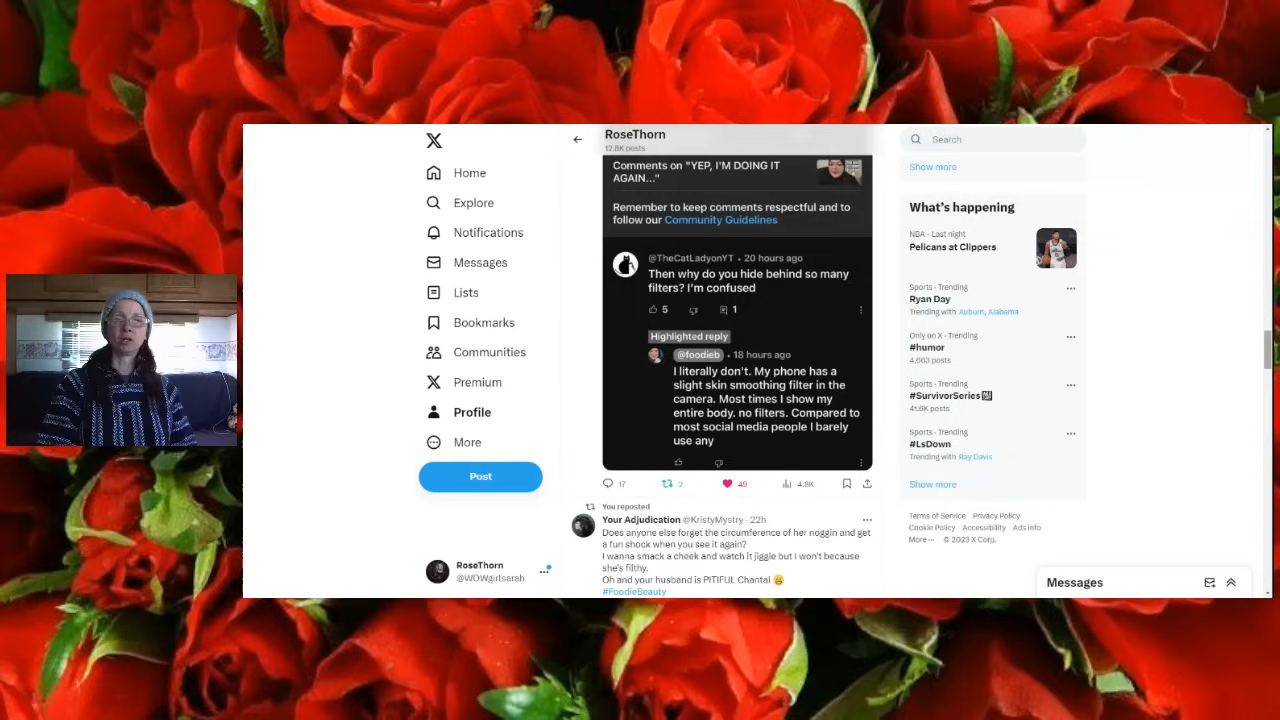 Home
Explore
Notifications
Messages
Lists
Bookmarks
Communities
Premium
Profile
More
Post
RoseThorn
@WOWgirlsarah
RoseThorn
12.8K posts
Comments on "YEP, I'M DOING IT
AGAIN..."
Remember to keep comments respectful and to
follow our Community Guidelines
@TheCatLadyonYT • 20 hours ago
Then why do you hide behind so many
filters? I'm confused
5
1
Highlighted reply
@foodieb • 18 hours ago
I literally don't. My phone has a
slight skin smoothing filter in the
camera. Most times I show my
entire body. no filters. Compared to
most social media people I barely
use any
17
2
49
4.8K
You reposted
Your Adjudication @KristyMystry · 22h
Does anyone else forget the circumference of her noggin and get
a fun shock when you see it again?
I wanna smack a cheek and watch it jiggle but I won't because
she's filthy.
Oh and your husband is PITIFUL Chantal
#FoodieBeauty
Search
Show more
What's happening
NBA · Last night
Pelicans at Clippers
Sports · Trending
Ryan Day
Trending with Auburn, Alabama
Only on X · Trending
#humor
4,663 posts
Sports · Trending
#SurvivorSeries
41.6K posts
Sports · Trending
#LsDown
Trending with Ray Davis
Show more
Terms of Service Privacy Policy
Cookie Policy Accessibility Ads info
More ··· © 2023 X Corp.
Messages